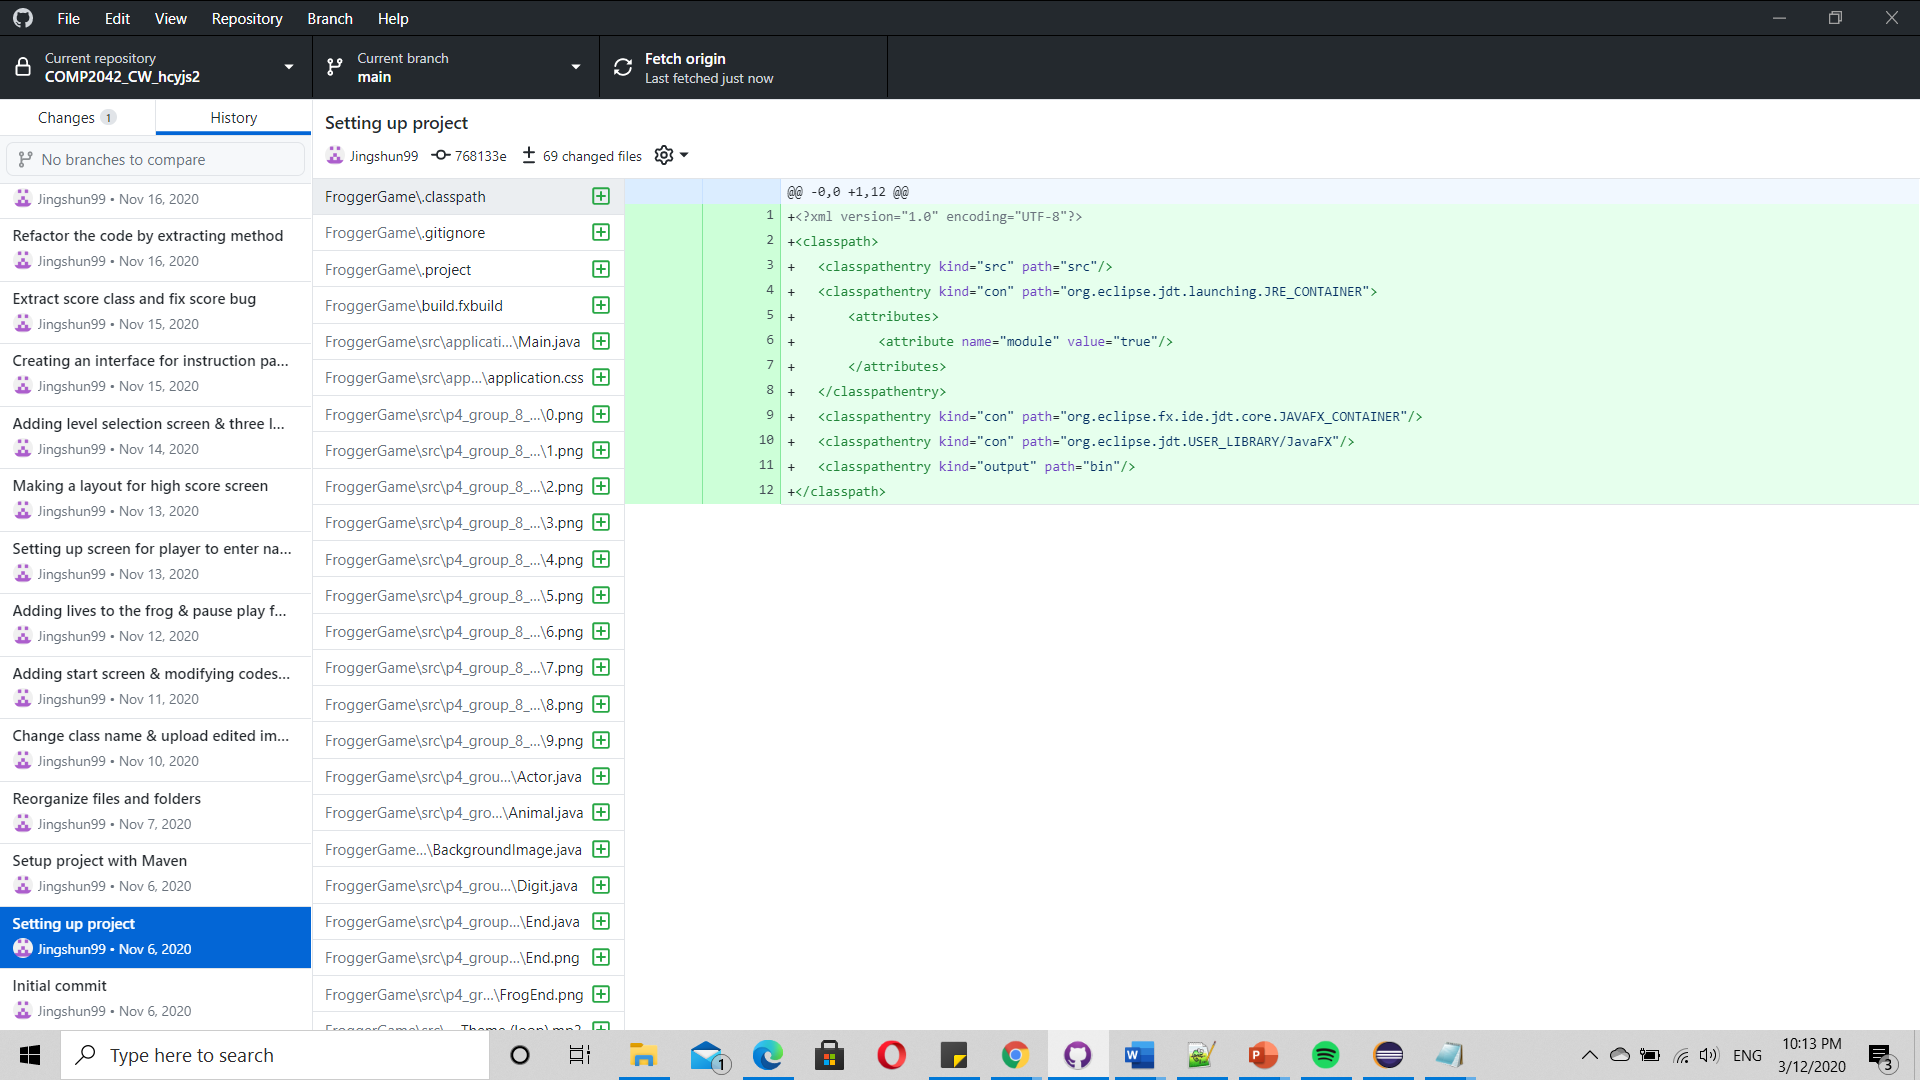 File Edit View Repository Branch Help
Current repository
COMP2042_CW_hcyjs2
Current branch
main
Fetch origin
Last fetched just now
Changes 1
History
No branches to compare
Jingshun99 • Nov 16, 2020
Refactor the code by extracting method
Jingshun99 • Nov 16, 2020
Extract score class and fix score bug
Jingshun99 • Nov 15, 2020
Creating an interface for instruction pa...
Jingshun99 • Nov 15, 2020
Adding level selection screen & three l...
Jingshun99 • Nov 14, 2020
Making a layout for high score screen
Jingshun99 • Nov 13, 2020
Setting up screen for player to enter na...
Jingshun99 • Nov 13, 2020
Adding lives to the frog & pause play f...
Jingshun99 • Nov 12, 2020
Adding start screen & modifying codes...
Jingshun99 • Nov 11, 2020
Change class name & upload edited im...
Jingshun99 • Nov 10, 2020
Reorganize files and folders
Jingshun99 • Nov 7, 2020
Setup project with Maven
Jingshun99 • Nov 6, 2020
Setting up project
Jingshun99 • Nov 6, 2020
Initial commit
Jingshun99 • Nov 6, 2020
Setting up project
Jingshun99 768133e 69 changed files
FroggerGame\.classpath
FroggerGame\.gitignore
FroggerGame\.project
FroggerGame\build.fxbuild
FroggerGame\src\applicati...\Main.java
FroggerGame\src\app...\application.css
FroggerGame\src\p4_group_8_...\0.png
FroggerGame\src\p4_group_8_...\1.png
FroggerGame\src\p4_group_8_...\2.png
FroggerGame\src\p4_group_8_...\3.png
FroggerGame\src\p4_group_8_...\4.png
FroggerGame\src\p4_group_8_...\5.png
FroggerGame\src\p4_group_8_...\6.png
FroggerGame\src\p4_group_8_...\7.png
FroggerGame\src\p4_group_8_...\8.png
FroggerGame\src\p4_group_8_...\9.png
FroggerGame\src\p4_grou...\Actor.java
FroggerGame\src\p4_gro...\Animal.java
FroggerGame...\BackgroundImage.java
FroggerGame\src\p4_grou...\Digit.java
FroggerGame\src\p4_group...\End.java
FroggerGame\src\p4_group...\End.png
FroggerGame\src\p4_gr...\FrogEnd.png
FroggerGame\src\... Theme (loop).mp3
@@ -0,0 +1,12 @@
1 +<?xml version="1.0" encoding="UTF-8"?>
2 +<classpath>
3 + <classpathentry kind="src" path="src"/>
4 + <classpathentry kind="con" path="org.eclipse.jdt.launching.JRE_CONTAINER">
5 + <attributes>
6 + <attribute name="module" value="true"/>
7 + </attributes>
8 + </classpathentry>
9 + <classpathentry kind="con" path="org.eclipse.fx.ide.jdt.core.JAVAFX_CONTAINER"/>
10 + <classpathentry kind="con" path="org.eclipse.jdt.USER_LIBRARY/JavaFX"/>
11 + <classpathentry kind="output" path="bin"/>
12 +</classpath>
Type here to search
1
ENG
10:13 PM
3/12/2020
3